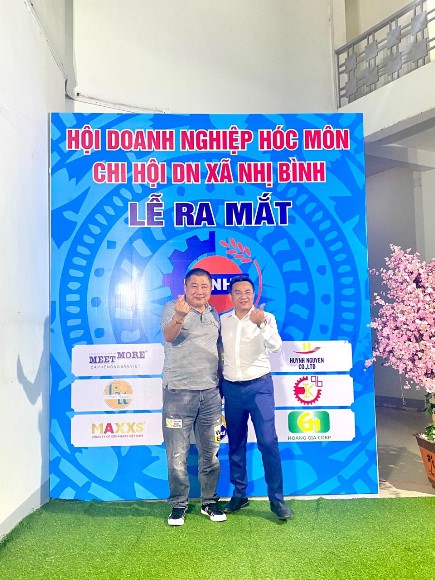 HỘI DOANH NGHIỆP HÓC MÔN
CHI HỘI DN XÃ NHỊ BÌNH
LỄ RA MẮT
MEET MORE
HUYNH NGUYEN
CO.,LTD
MAXXS
HOANG GIA CORP